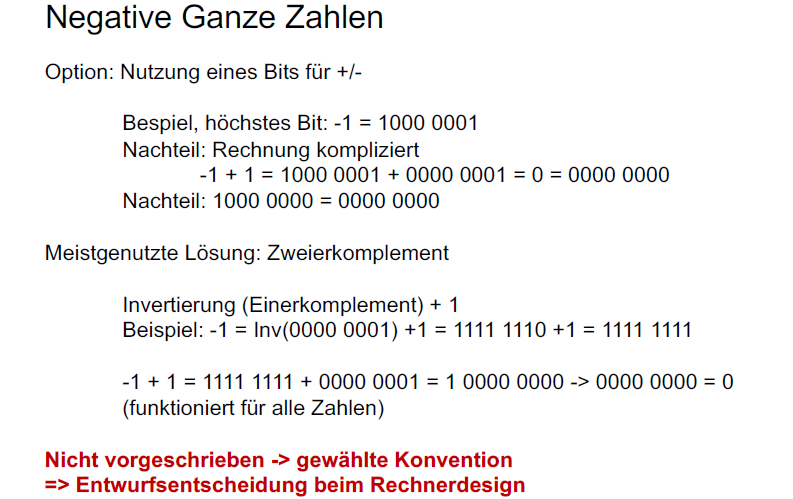 Negative Ganze Zahlen
Option: Nutzung eines Bits für +/-
Bespiel, höchstes Bit: -1 = 1000 0001
Nachteil: Rechnung kompliziert
-1 + 1 = 1000 0001 + 0000 0001 = 0 = 0000 0000
Nachteil: 1000 0000 = 0000 0000
Meistgenutzte Lösung: Zweierkomplement
Invertierung (Einerkomplement) + 1
Beispiel: -1 = Inv(0000 0001) +1 = 1111 1110 +1 = 1111 1111
-1 + 1 = 1111 1111 + 0000 0001 = 1 0000 0000 -> 0000 0000 = 0
(funktioniert für alle Zahlen)
Nicht vorgeschrieben -> gewählte Konvention
=> Entwurfsentscheidung beim Rechnerdesign